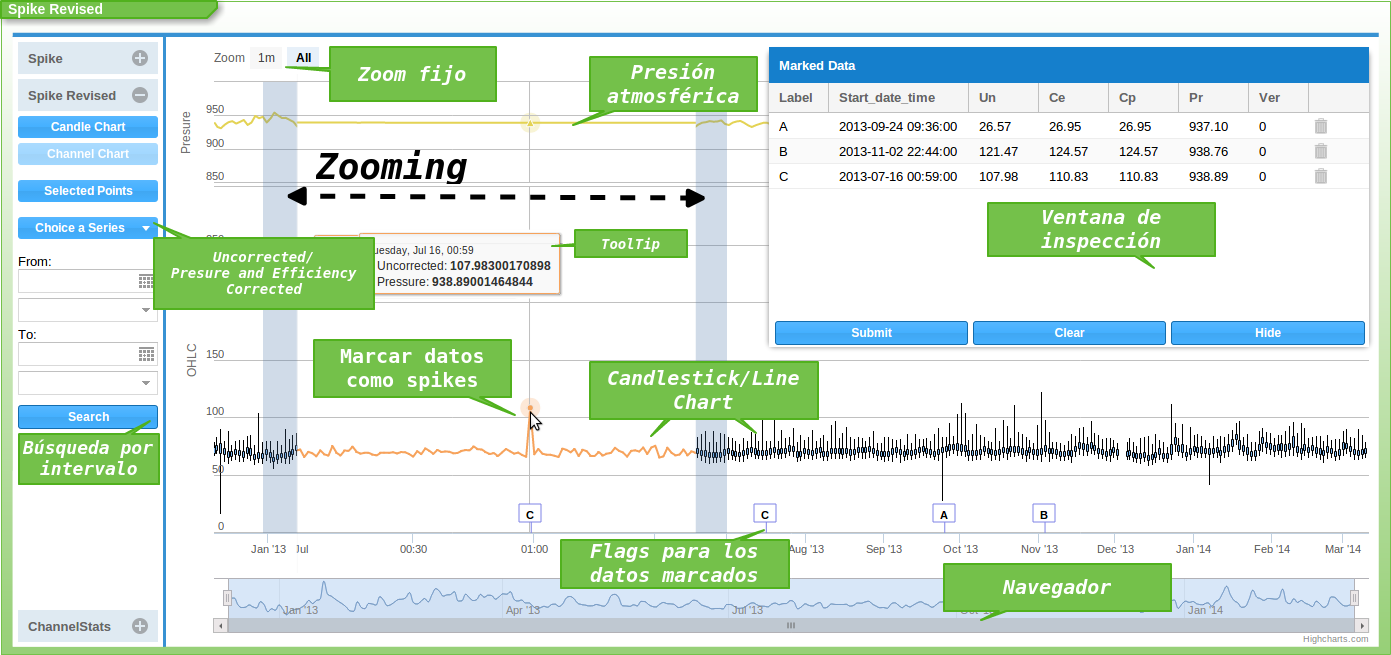 Spike Revised
Spike
Spike Revised
Candle Chart
Channel Chart
Selected Points
Choice a Series
Uncorrected/
Presure and Efficiency
Corrected
From:
To:
Search
Búsqueda por
intervalo
ChannelStats
Zoom 1m All
Zoom fijo
Presión
atmosférica
Presure
950
900
850
Zooming
uesday, Jul 16, 00:59
Uncorrected: 107.98300170898
Pressure: 938.89001464844
ToolTip
Marked Data
Label Start_date_time Un Ce Cp Pr Ver
A 2013-09-24 09:36:00 26.57 26.95 26.95 937.10 0
B 2013-11-02 22:44:00 121.47 124.57 124.57 938.76 0
C 2013-07-16 00:59:00 107.98 110.83 110.83 938.89 0
Ventana de
inspección
Submit Clear Hide
OHLC
150
100
50
0
Marcar datos
como spikes
Candlestick/Line
Chart
C C A B
Jan '13 Jul 00:30 01:00 Aug '13 Sep '13 Oct '13 Nov '13 Dec '13 Jan '14 Feb '14 Mar '14
Flags para los
datos marcados
Navegador
Jan '13 Apr '13 Jul '13 Jan '14
Highcharts.com